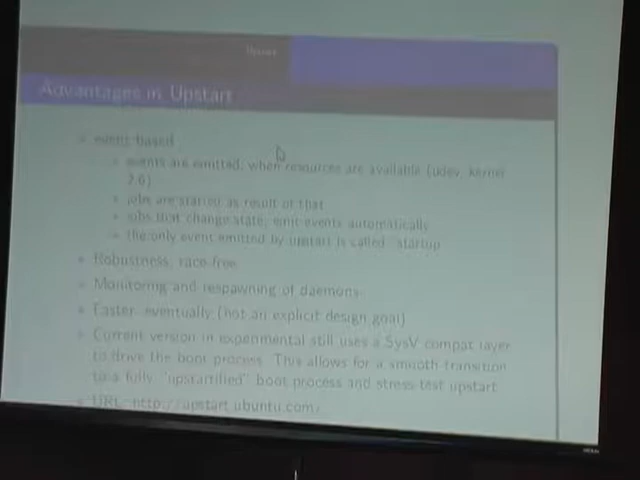 Upstart
Advantages in Upstart
event based
events are emitted, when resources are available (udev, kernel
2.6)
jobs are started as result of that
jobs that change state, emit events automatically
the only event emitted by upstart is called "startup"
Robustness, race-free
Monitoring and respawning of daemons
Faster, eventually (not an explicit design goal)
Current version in experimental still uses a SysV compat layer
to drive the boot process. This allows for a smooth transition
to a fully "upstartified" boot process and stress test upstart
URL: http://upstart.ubuntu.com/